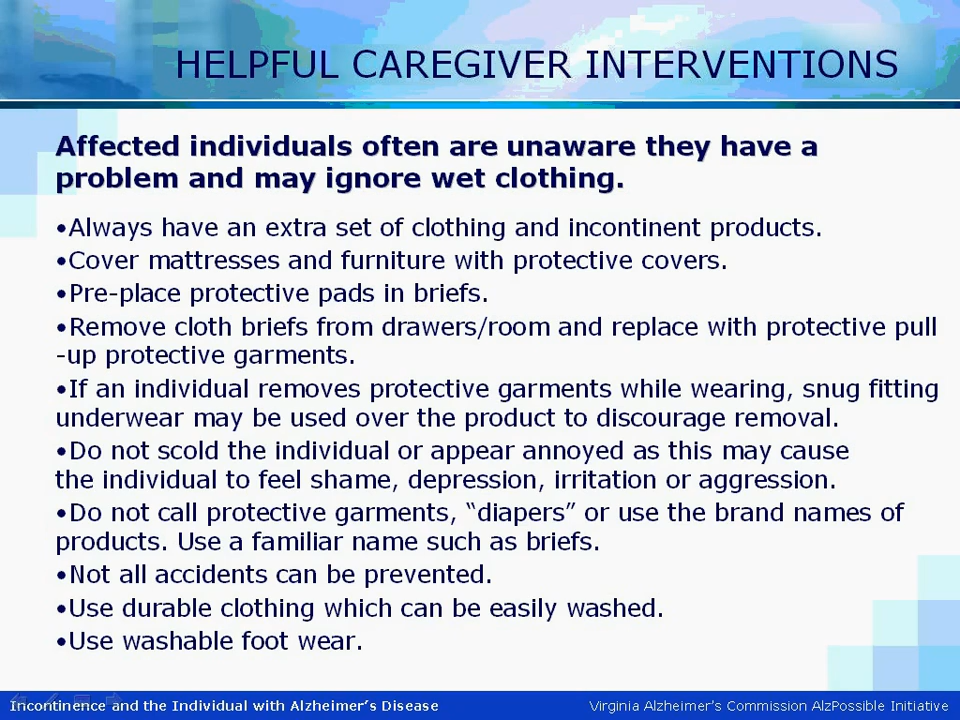 HELPFUL CAREGIVER INTERVENTIONS
Affected individuals often are unaware they have a
problem and may ignore wet clothing.
•Always have an extra set of clothing and incontinent products.
•Cover mattresses and furniture with protective covers.
•Pre-place protective pads in briefs.
•Remove cloth briefs from drawers/room and replace with protective pull
-up protective garments.
•If an individual removes protective garments while wearing, snug fitting
underwear may be used over the product to discourage removal.
•Do not scold the individual or appear annoyed as this may cause
the individual to feel shame, depression, irritation or aggression.
•Do not call protective garments, “diapers” or use the brand names of
products. Use a familiar name such as briefs.
•Not all accidents can be prevented.
•Use durable clothing which can be easily washed.
•Use washable foot wear.
Incontinence and the Individual with Alzheimer’s Disease
Virginia Alzheimer’s Commission AlzPossible Initiative